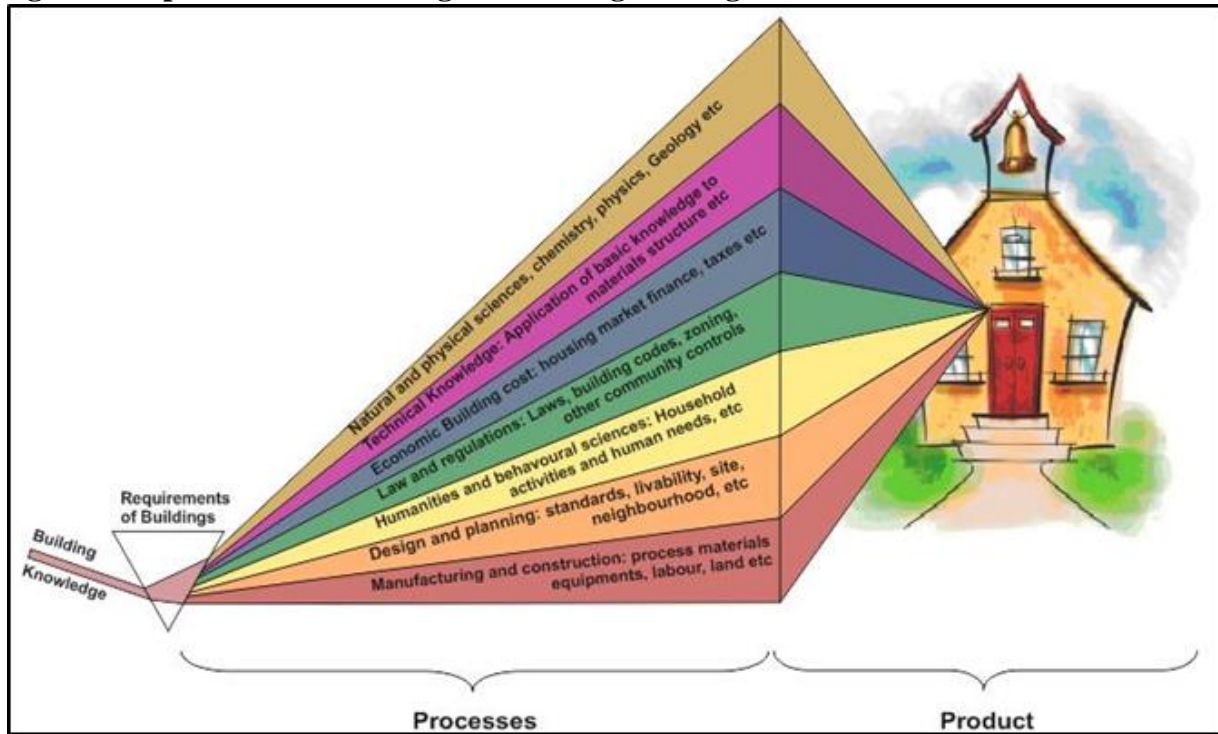 Natural and physical sciences, chemistry, physics, Geology etc
Technical Knowledge: Application of basic knowledge to
materials structure etc
Economic Building cost: housing market finance, taxes etc
Law and regulations: Laws, building codes, zoning,
other community controls
Humanities and behavoural sciences: Household
activities and human needs, etc
Design and planning: standards, livability, site,
neighbourhood, etc
Manufacturing and construction: process materials
equipments, labour, land etc
Requirements
of Buildings
Building
Knowledge
Processes
Product